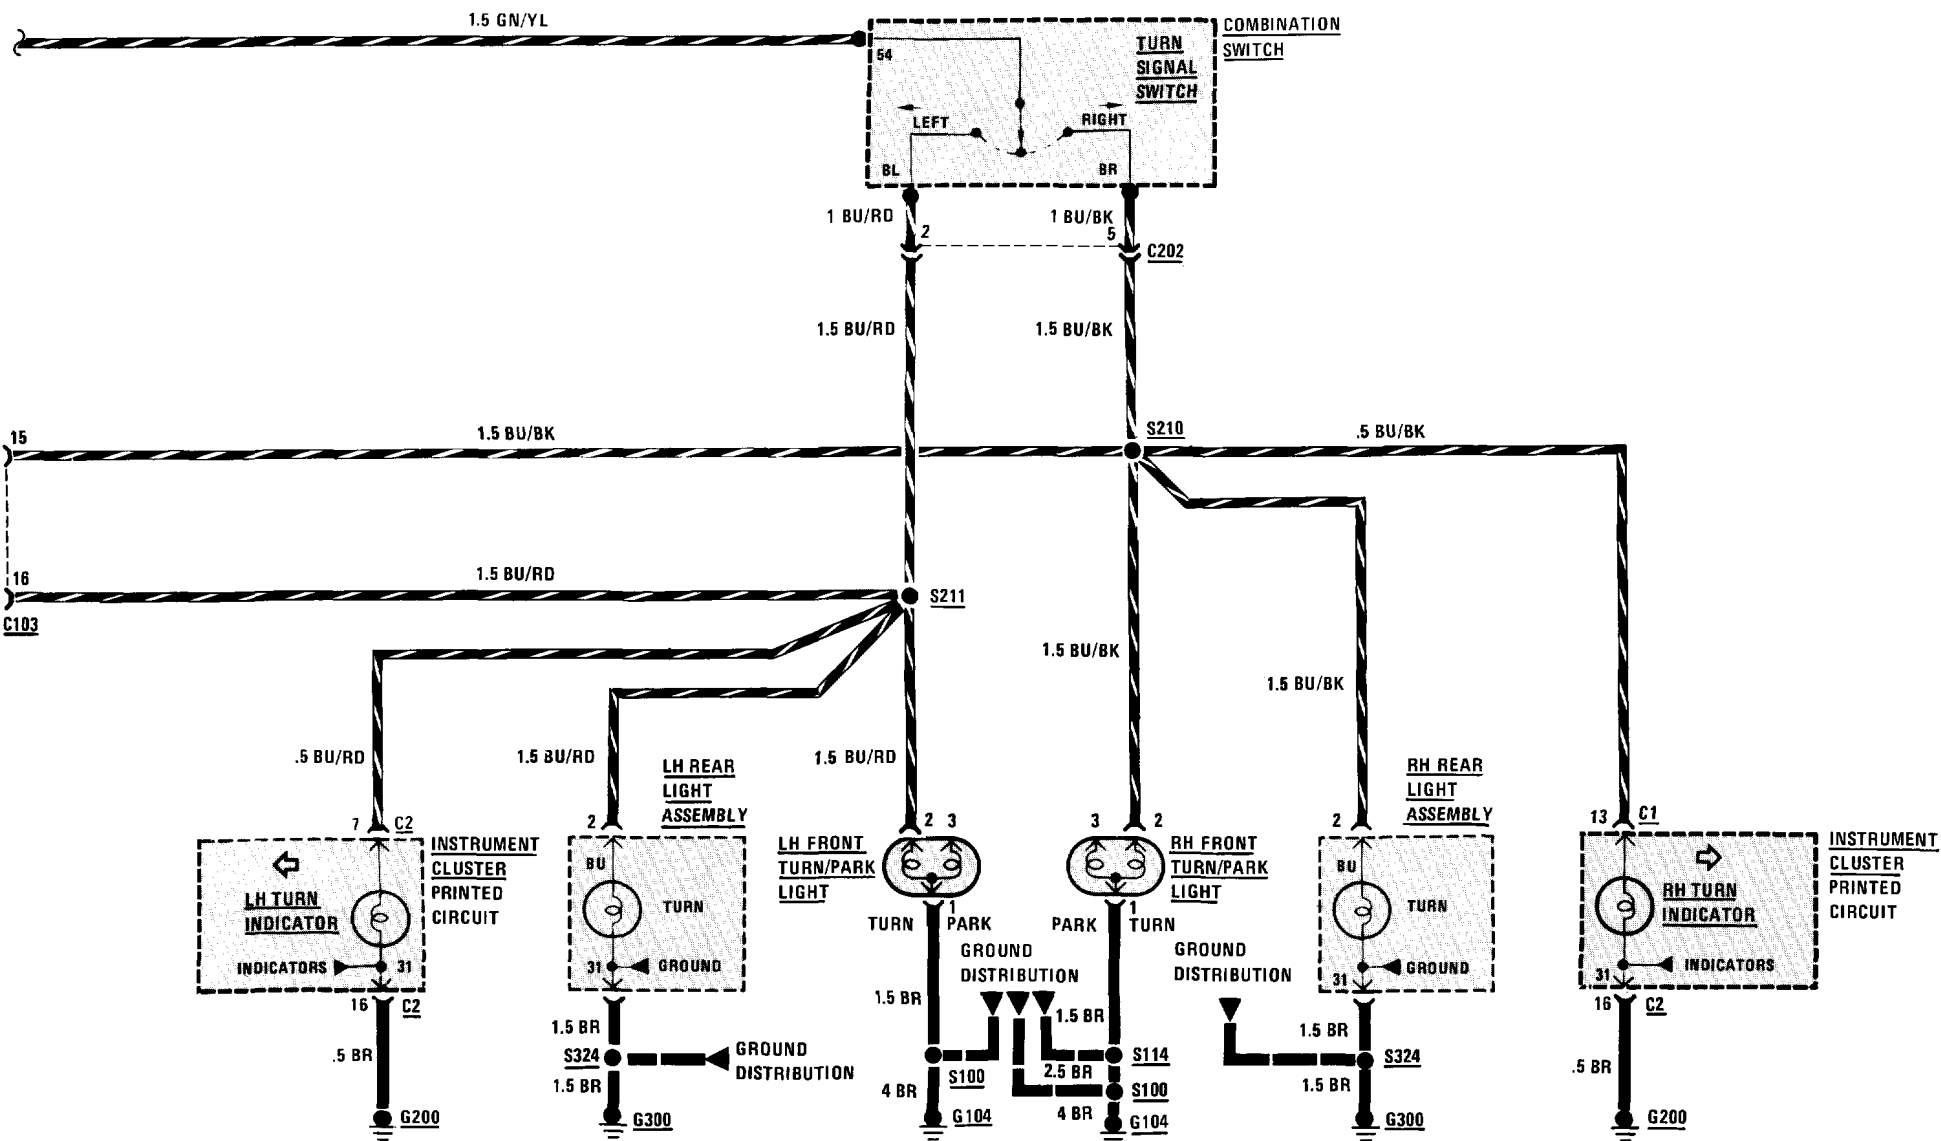 1.5 GN/YL
COMBINATION
SWITCH
TURN
SIGNAL
SWITCH
54
LEFT
RIGHT
BL
BR
1 BU/RD
1 BU/BK
2
5
C202
1.5 BU/RD
1.5 BU/BK
15
1.5 BU/BK
S210
.5 BU/BK
16
1.5 BU/RD
S211
C103
1.5 BU/BK
1.5 BU/BK
.5 BU/RD
1.5 BU/RD
1.5 BU/RD
LH REAR
LIGHT
ASSEMBLY
RH REAR
LIGHT
ASSEMBLY
7
C2
2
2
3
3
2
2
13
C1
INSTRUMENT
CLUSTER
PRINTED
CIRCUIT
LH TURN
INDICATOR
INDICATORS
31
BU
TURN
31
GROUND
LH FRONT
TURN/PARK
LIGHT
RH FRONT
TURN/PARK
LIGHT
BU
TURN
31
GROUND
RH TURN
INDICATOR
31
INDICATORS
INSTRUMENT
CLUSTER
PRINTED
CIRCUIT
1
TURN
PARK
1
PARK
TURN
GROUND
DISTRIBUTION
GROUND
DISTRIBUTION
16
C2
16
C2
.5 BR
1.5 BR
S324
1.5 BR
GROUND
DISTRIBUTION
1.5 BR
S100
4 BR
1.5 BR
S114
2.5 BR
S100
4 BR
1.5 BR
S324
1.5 BR
.5 BR
G200
G300
G104
G104
G300
G200